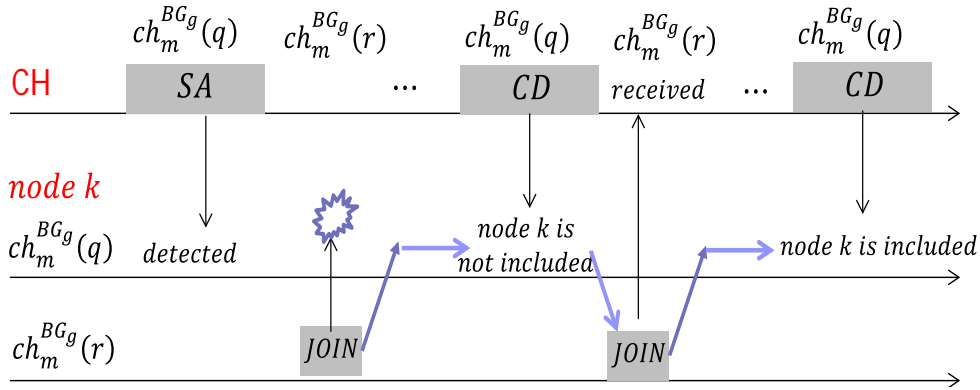 ch_m^{BG_g}(q) ch_m^{BG_g}(r) ch_m^{BG_g}(q) ch_m^{BG_g}(r) ch_m^{BG_g}(q)
CH SA ... CD received ... CD
node k
ch_m^{BG_g}(q) detected node k is not included node k is included
ch_m^{BG_g}(r) JOIN JOIN